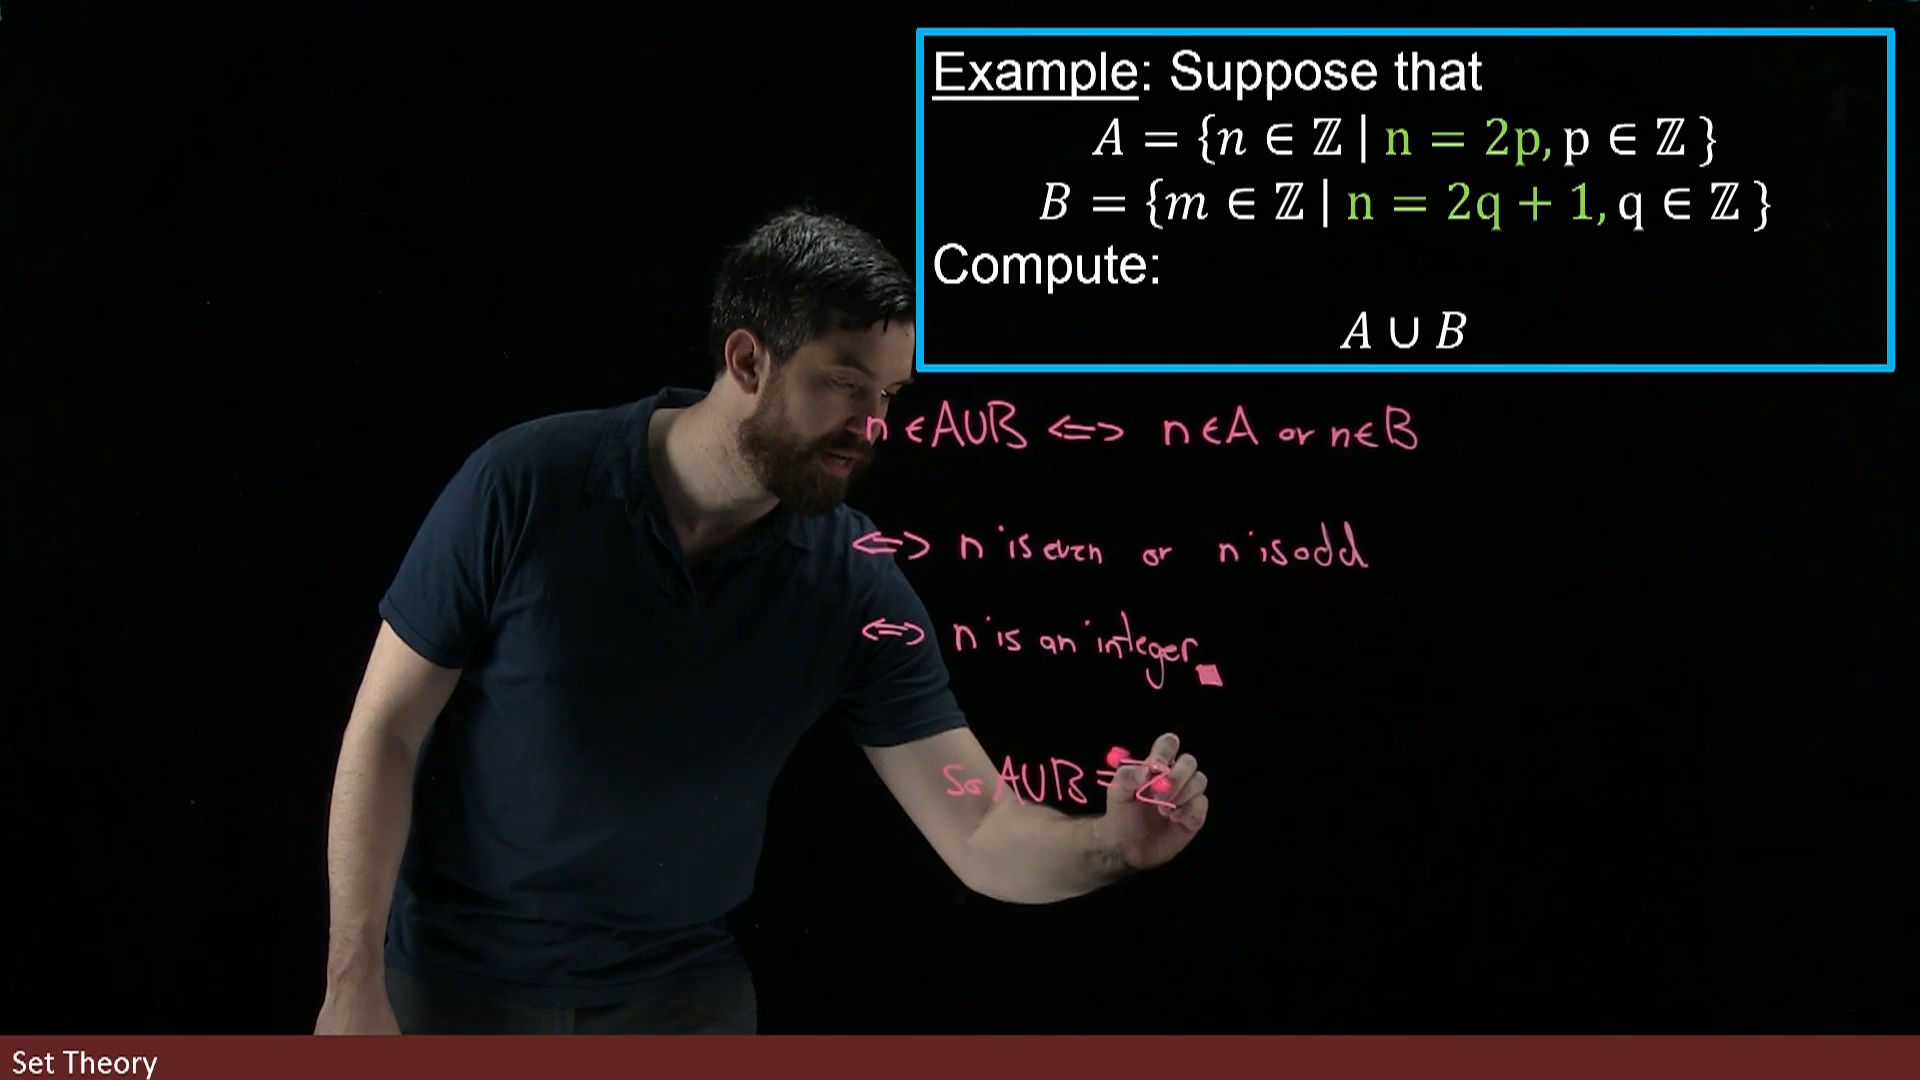 Example: Suppose that
A = {n ∈ ℤ | n = 2p, p ∈ ℤ }
B = {m ∈ ℤ | n = 2q + 1, q ∈ ℤ }
Compute:
A ∪ B
n ∈ A∪B ⟺ n ∈ A or n ∈ B
⟺ n is even or n is odd
⟺ n is an integer.
So A∪B = ℤ
Set Theory